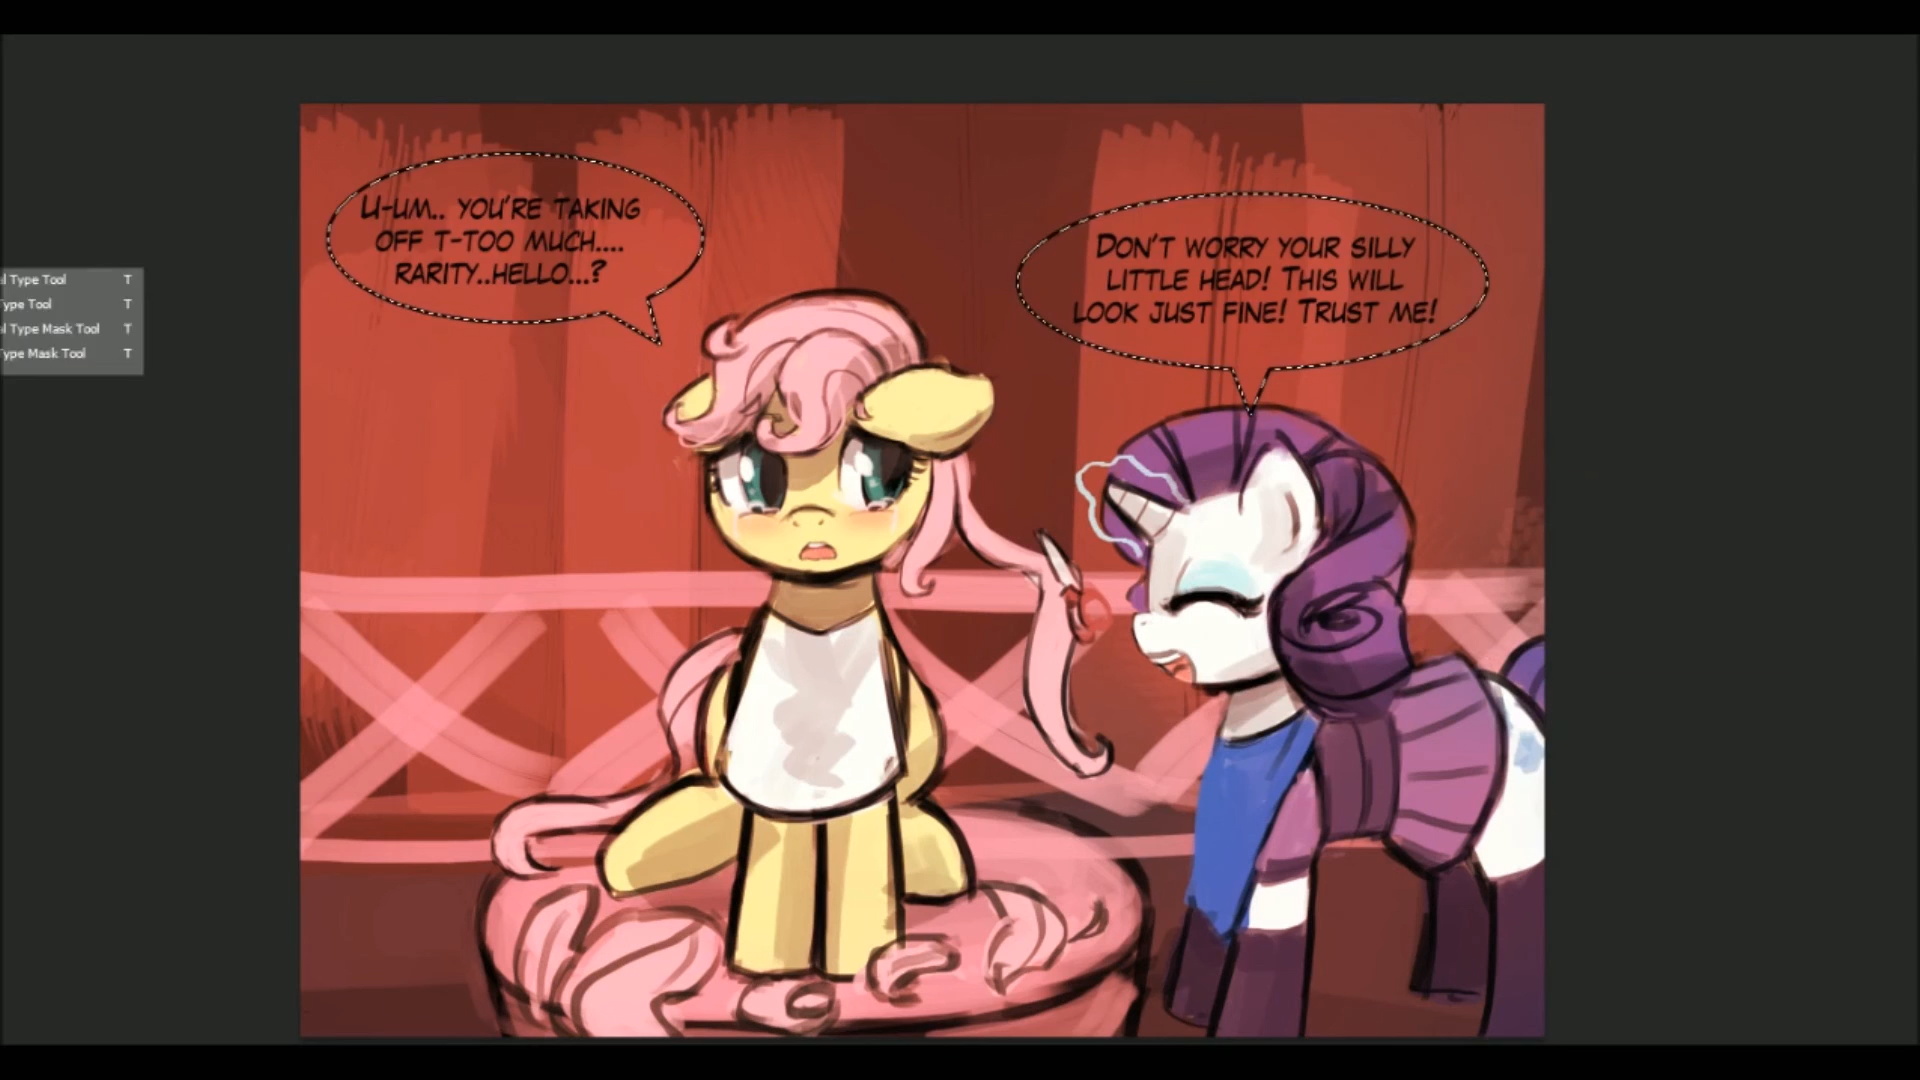 l Type Tool T
ype Tool T
l Type Mask Tool T
Type Mask Tool T
U-UM.. YOU'RE TAKING
OFF T-TOO MUCH....
RARITY..HELLO...?
DON'T WORRY YOUR SILLY
LITTLE HEAD! THIS WILL
LOOK JUST FINE! TRUST ME!